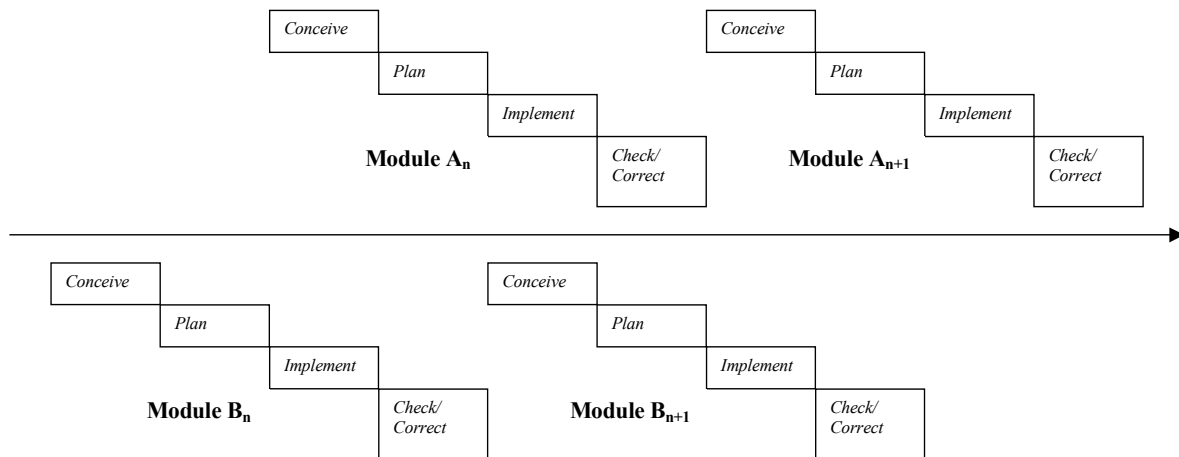 Conceive
Conceive
Plan
Plan
Implement
Implement
Module Aₙ
Module Aₙ₊₁
Check/
Correct
Check/
Correct
Conceive
Conceive
Plan
Plan
Implement
Implement
Module Bₙ
Module Bₙ₊₁
Check/
Correct
Check/
Correct